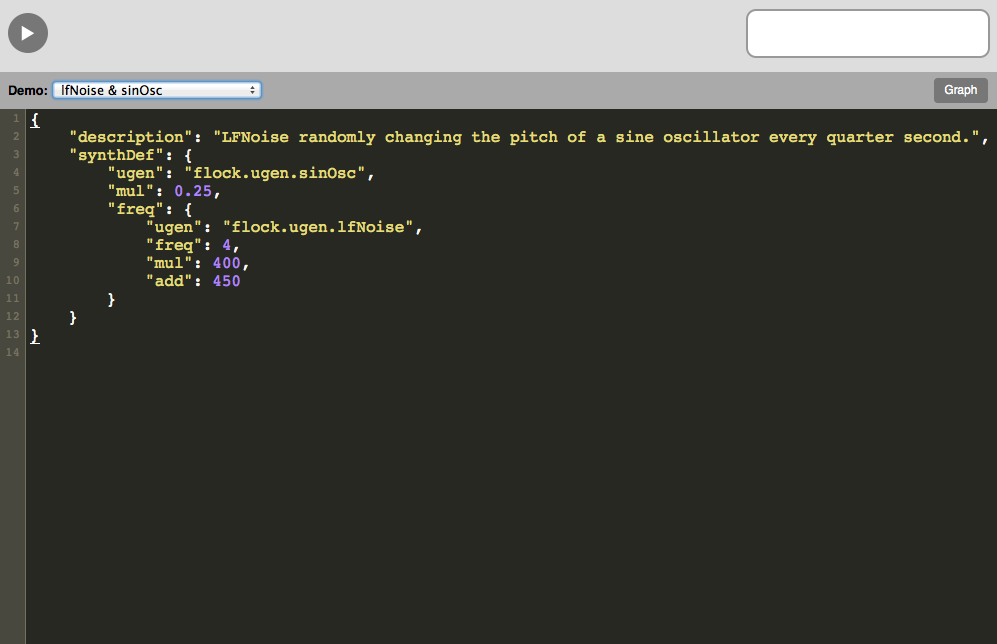 Demo: lfNoise & sinOsc
Graph
1 {
2 "description": "LFNoise randomly changing the pitch of a sine oscillator every quarter second.",
3 "synthDef": {
4 "ugen": "flock.ugen.sinOsc",
5 "mul": 0.25,
6 "freq": {
7 "ugen": "flock.ugen.lfNoise",
8 "freq": 4,
9 "mul": 400,
10 "add": 450
11 }
12 }
13 }
14